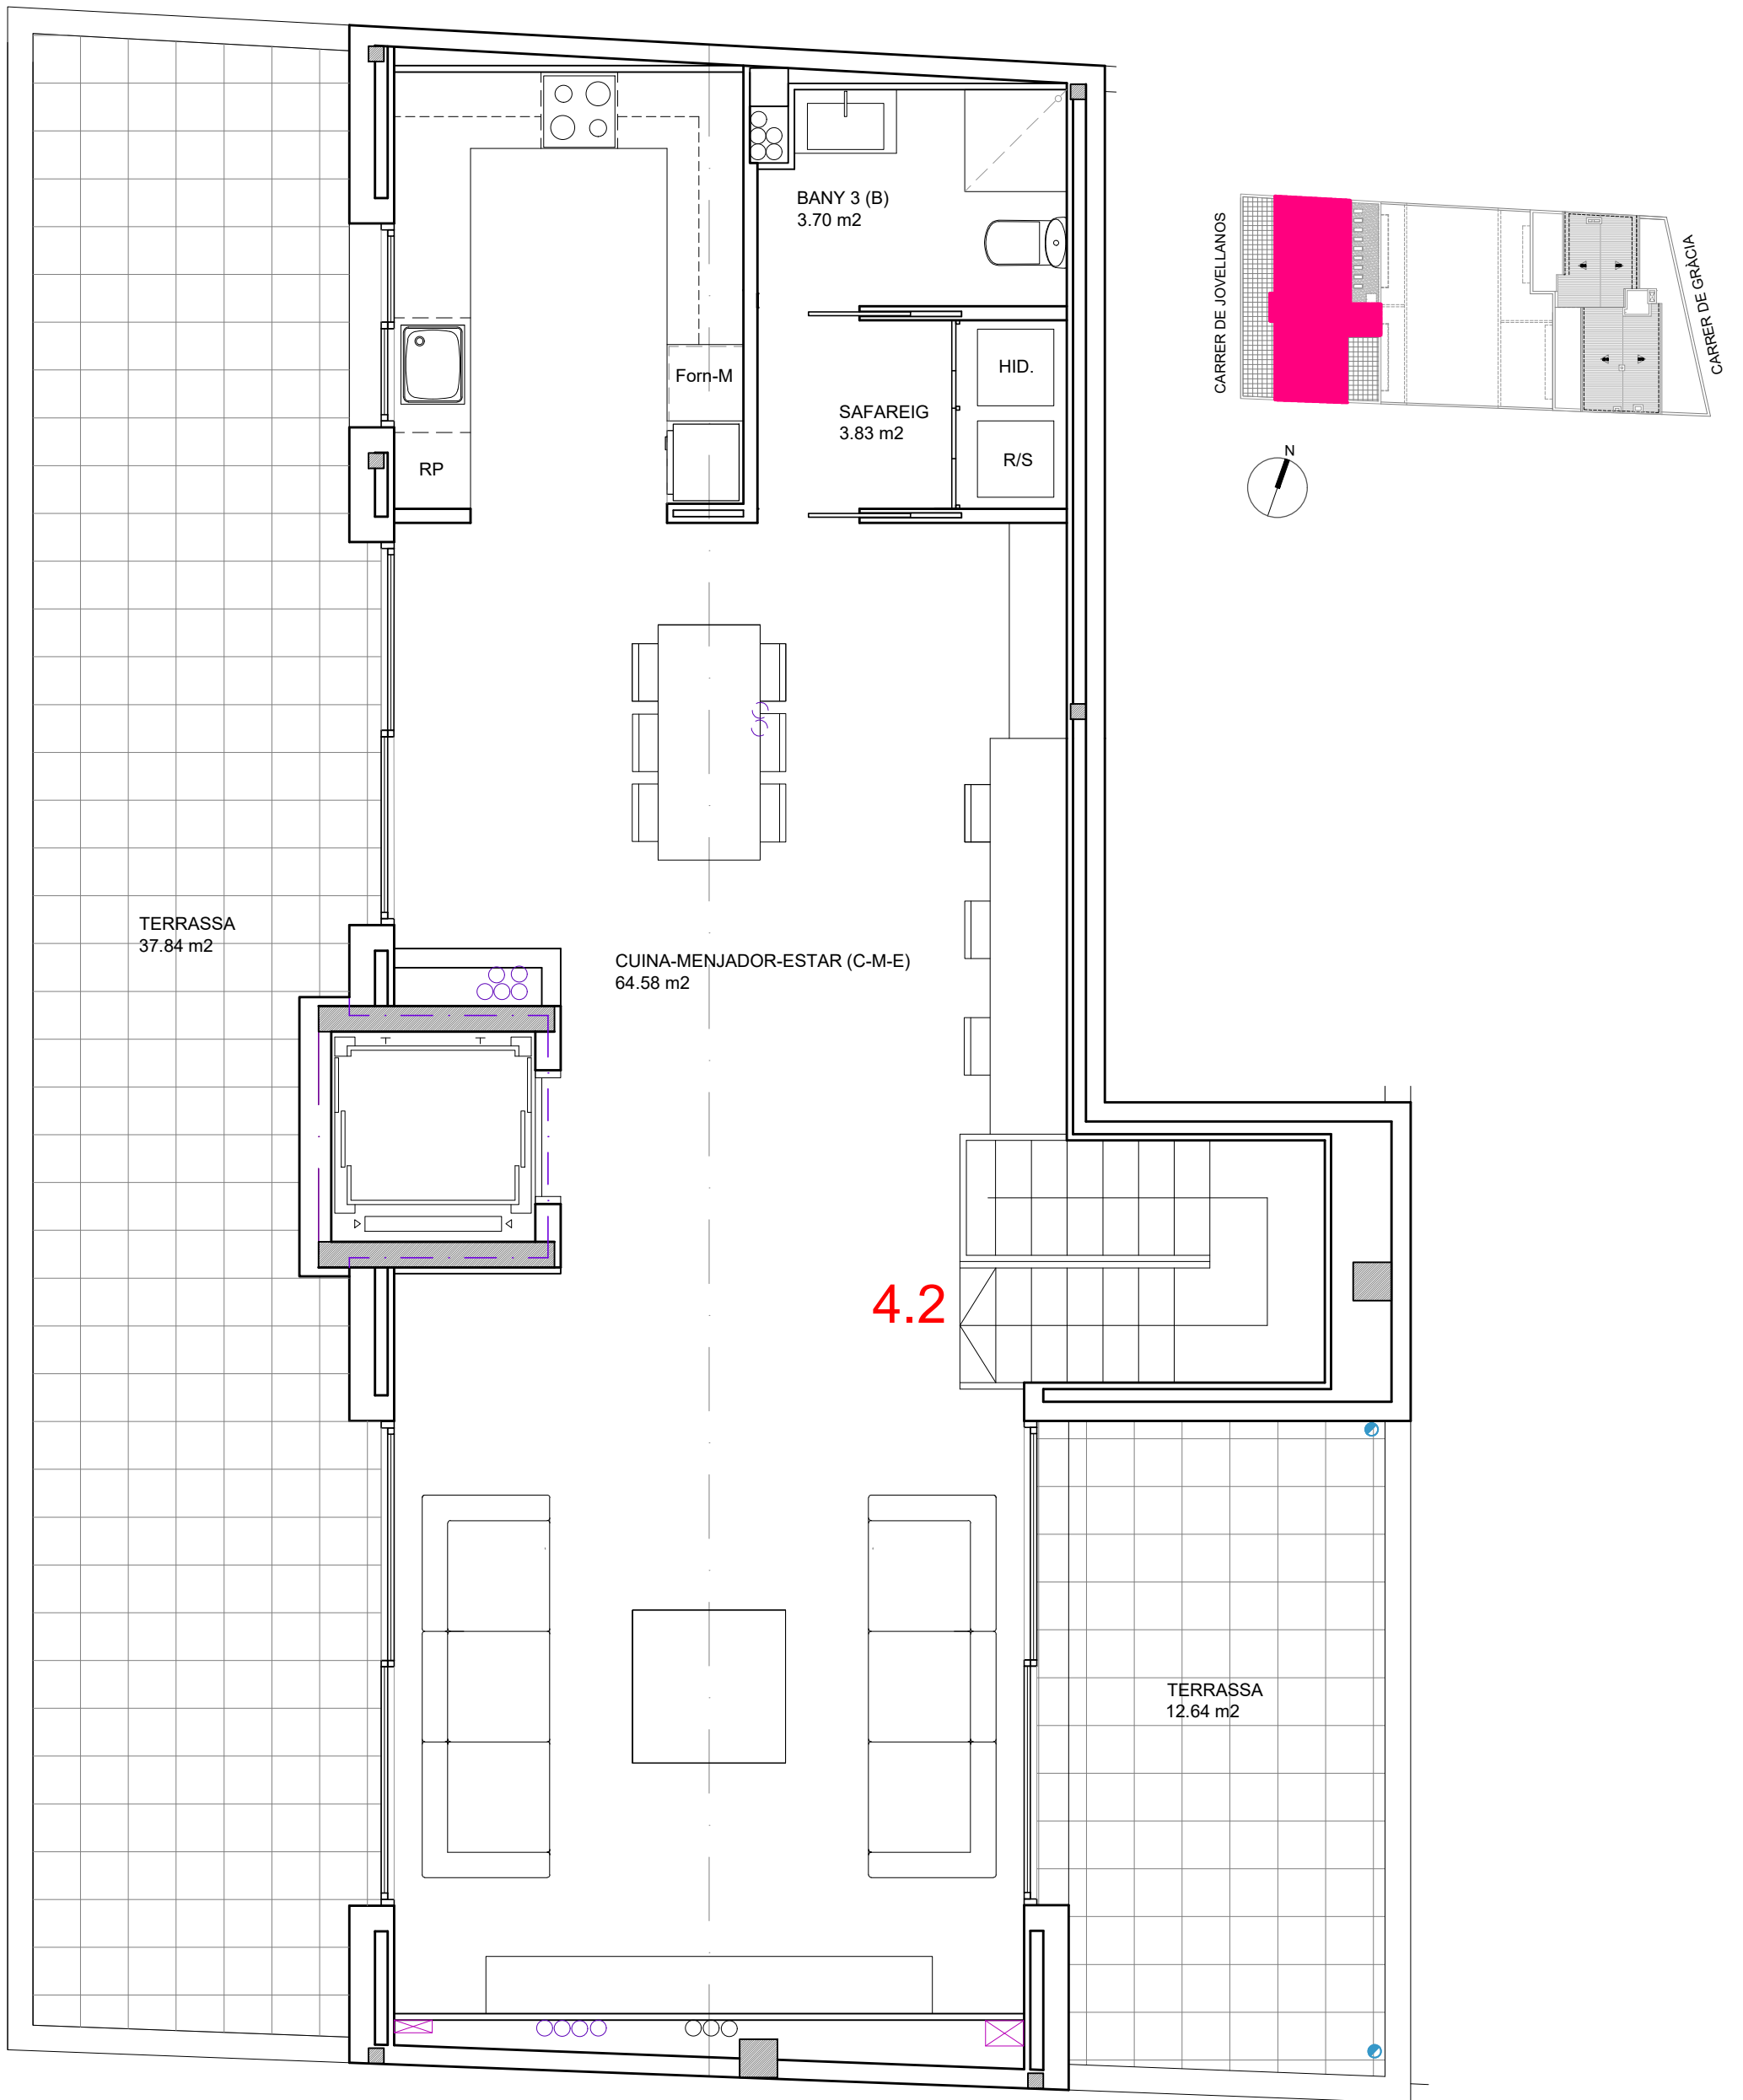 BANY 3 (B)
3.70 m2
CARRER DE JOVELLANOS
CARRER DE GRÀCIA
Forn-M
HID.
SAFAREIG
3.83 m2
RP
R/S
N
TERRASSA
37.84 m2
CUINA-MENJADOR-ESTAR (C-M-E)
64.58 m2
4.2
TERRASSA
12.64 m2